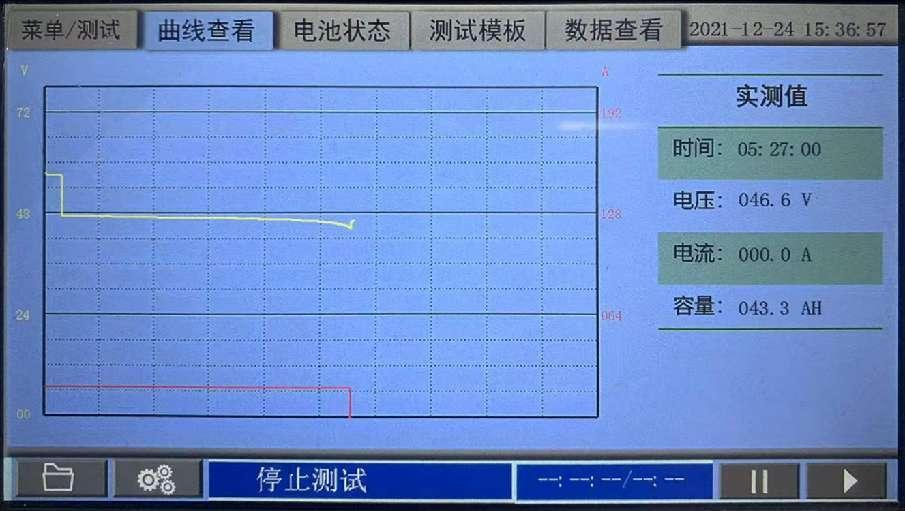 菜单/测试 曲线查看 电池状态 测试模板 数据查看 2021-12-24 15:36:57
V A
实测值
72 192
时间: 05:27:00
电压: 046.6 V
48 128
电流: 000.0 A
容量: 043.3 AH
24 064
00
停止测试 --:--:--/--:--